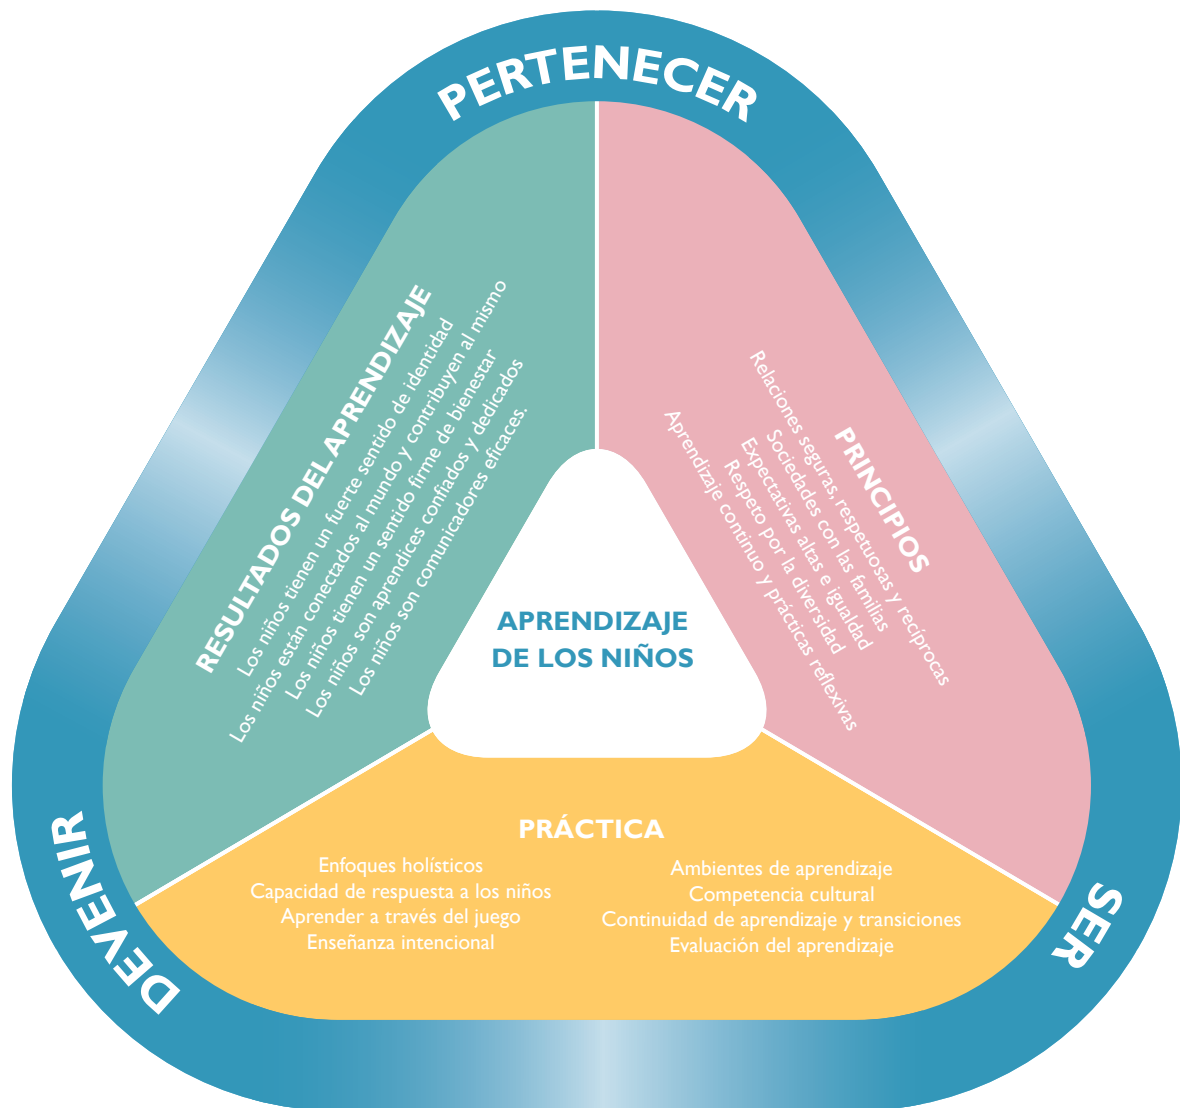 PERTENECER
RESULTADOS DEL APRENDIZAJE
Los niños tienen un fuerte sentido de identidad
Los niños están conectados al mundo y contribuyen al mismo
Los niños tienen un sentido firme de bienestar
Los niños son aprendices confiados y dedicados
Los niños son comunicadores eficaces.
PRINCIPIOS
Relaciones seguras, respetuosas y recíprocas
Sociedades con las familias
Expectativas altas e igualdad
Respeto por la diversidad
Aprendizaje continuo y prácticas reflexivas
APRENDIZAJE
DE LOS NIÑOS
PRÁCTICA
Enfoques holísticos
Capacidad de respuesta a los niños
Aprender a través del juego
Enseñanza intencional
Ambientes de aprendizaje
Competencia cultural
Continuidad de aprendizaje y transiciones
Evaluación del aprendizaje
DEVENIR
SER